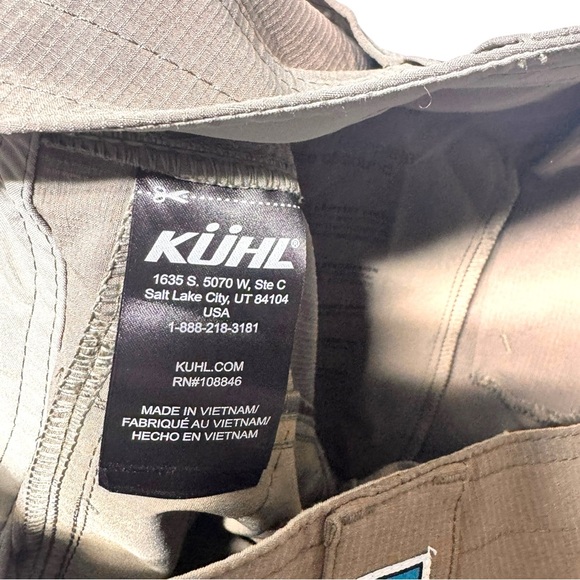 KÜHL
1635 S. 5070 W, Ste C
Salt Lake City, UT 84104
USA
1-888-218-3181
KUHL.COM
RN#108846
MADE IN VIETNAM/
FABRIQUÉ AU VIETNAM/
HECHO EN VIETNAM